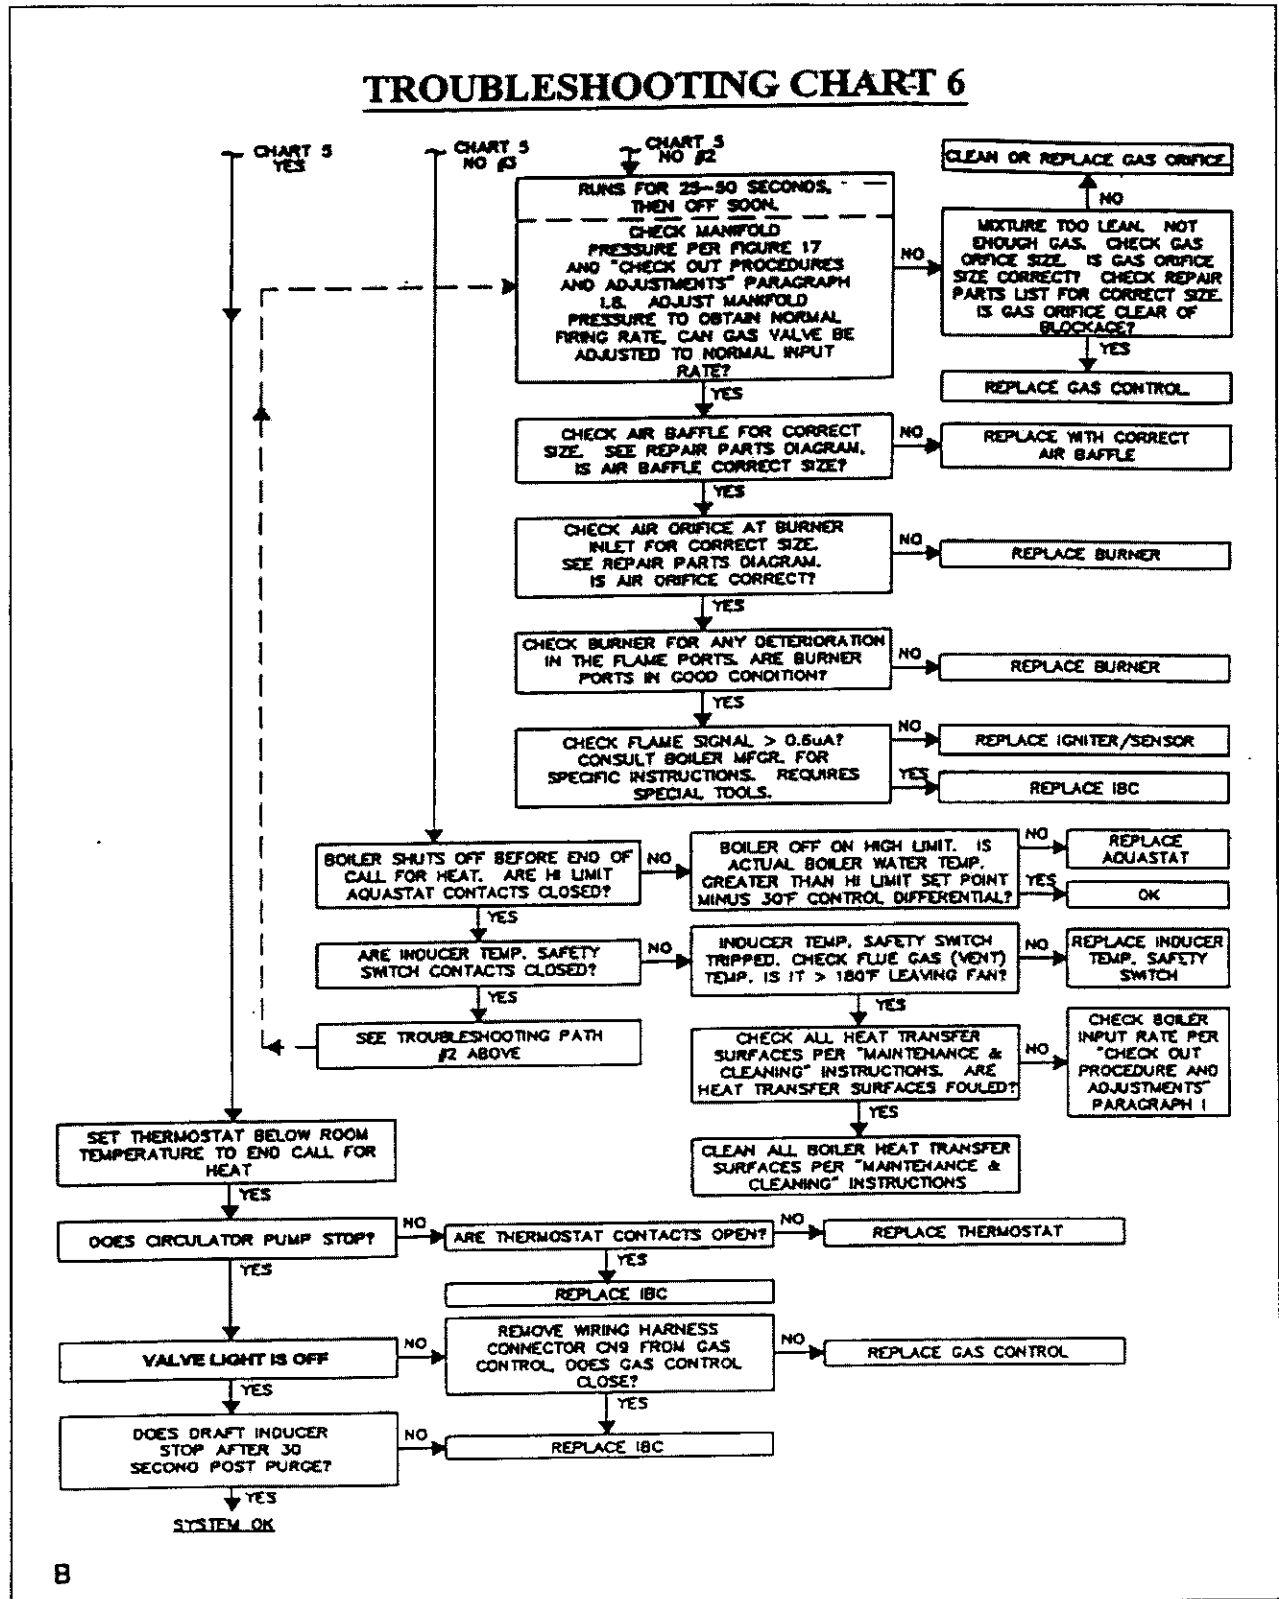 TROUBLESHOOTING CHART 6
CHART 5
YES
CHART 5
NO #3
CHART 5
NO #2
RUNS FOR 25-50 SECONDS,
THEN OFF SOON.
CHECK MANIFOLD
PRESSURE PER FIGURE 17
AND "CHECK OUT PROCEDURES
AND ADJUSTMENTS" PARAGRAPH
ADJUST MANIFOLD
PRESSURE TO OBTAIN NORMAL
FIRING RATE. CAN GAS VALVE BE
ADJUSTED TO NORMAL INPUT
RATE?
NO
CLEAN OR REPLACE GAS ORIFICE
NO
MIXTURE TOO LEAN. NOT
ENOUGH GAS. CHECK GAS
ORFICE SIZE. IS GAS ORIFICE
SIZE CORRECT? CHECK REPAIR
PARTS LIST FOR CORRECT SIZE.
IS GAS ORIFICE CLEAR OF
BLOCKAGE?
YES
REPLACE GAS CONTROL
YES
CHECK AIR BAFFLE FOR CORRECT
SIZE. SEE REPAIR PARTS DIAGRAM.
IS AIR BAFFLE CORRECT SIZE?
NO
REPLACE WITH CORRECT
AIR BAFFLE
YES
CHECK AIR ORIFICE AT BURNER
INLET FOR CORRECT SIZE.
SEE REPAIR PARTS DIAGRAM.
IS AIR ORIFICE CORRECT?
NO
REPLACE BURNER
YES
CHECK BURNER FOR ANY DETERIORATION
IN THE FLAME PORTS. ARE BURNER
PORTS IN GOOD CONDITION?
NO
REPLACE BURNER
YES
CHECK FLAME SIGNAL > 0.6uA?
CONSULT BOILER MFGR. FOR
SPECIFIC INSTRUCTIONS. REQUIRES
SPECIAL TOOLS.
NO
REPLACE IGNITER/SENSOR
YES
REPLACE IBC
BOILER SHUTS OFF BEFORE END OF
CALL FOR HEAT. ARE HI LIMIT
AQUASTAT CONTACTS CLOSED?
NO
BOILER OFF ON HIGH LIMIT. IS
ACTUAL BOILER WATER TEMP.
GREATER THAN HI LIMIT SET POINT
MINUS 30°F CONTROL DIFFERENTIAL?
NO
REPLACE
AQUASTAT
YES
OK
YES
ARE INDUCER TEMP. SAFETY
SWITCH CONTACTS CLOSED?
NO
INDUCER TEMP. SAFETY SWITCH
TRIPPED. CHECK FLUE GAS (VENT)
TEMP. IS IT > 180°F LEAVING FAN?
NO
REPLACE INDUCER
TEMP. SAFETY
SWITCH
YES
SEE TROUBLESHOOTING PATH
#2 ABOVE
YES
CHECK ALL HEAT TRANSFER
SURFACES PER "MAINTENANCE &
CLEANING" INSTRUCTIONS. ARE
HEAT TRANSFER SURFACES FOULED?
NO
CHECK BOILER
INPUT RATE PER
"CHECK OUT
PROCEDURE AND
ADJUSTMENTS"
PARAGRAPH I
YES
CLEAN ALL BOILER HEAT TRANSFER
SURFACES PER "MAINTENANCE &
CLEANING" INSTRUCTIONS
SET THERMOSTAT BELOW ROOM
TEMPERATURE TO END CALL FOR
HEAT
YES
DOES CIRCULATOR PUMP STOP?
NO
ARE THERMOSTAT CONTACTS OPEN?
NO
REPLACE THERMOSTAT
YES
REPLACE IBC
YES
VALVE LIGHT IS OFF
NO
REMOVE WIRING HARNESS
CONNECTOR CN9 FROM GAS
CONTROL, DOES GAS CONTROL
CLOSE?
NO
REPLACE GAS CONTROL
YES
YES
DOES DRAFT INDUCER
STOP AFTER 30
SECOND POST PURGE?
NO
REPLACE IBC
YES
SYSTEM OK
8